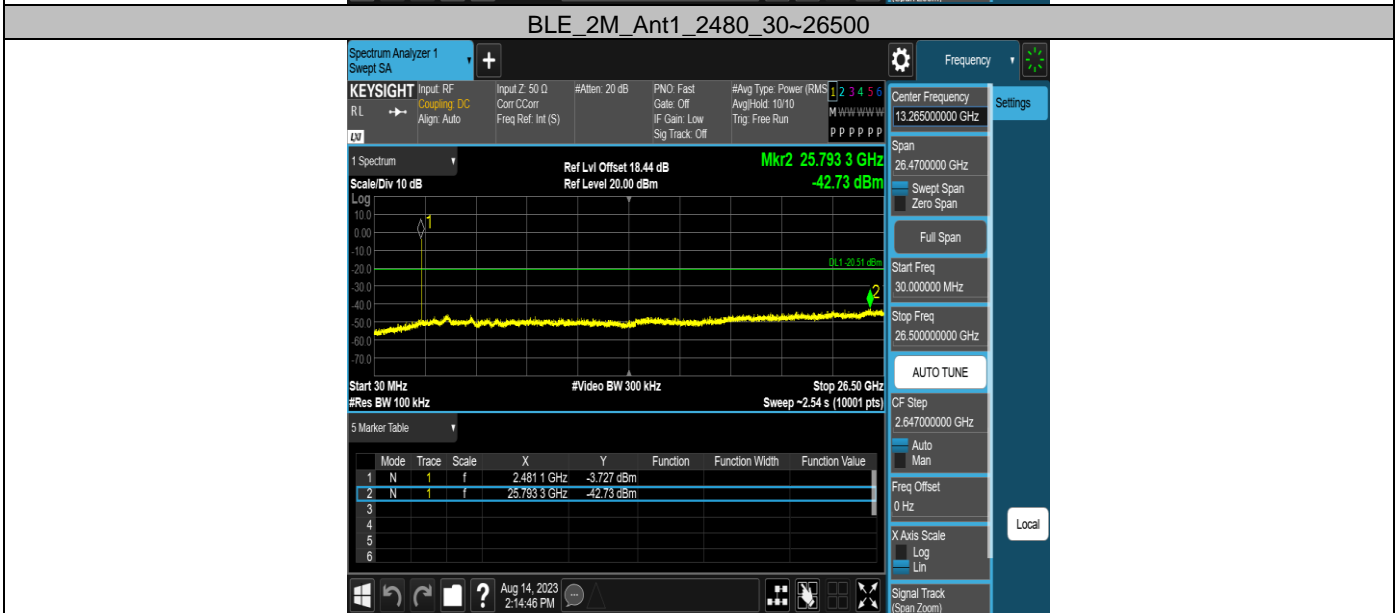 BLE_2M_Ant1_2480_30~26500
Spectrum Analyzer 1
Swept SA
+
Frequency
KEYSIGHT
RL
LXI
Input: RF
Coupling: DC
Align: Auto
Input Z: 50 Ω
Corr CCorr
Freq Ref: Int (S)
#Atten: 20 dB
PNO: Fast
Gate: Off
IF Gain: Low
Sig Track: Off
#Avg Type: Power (RMS
Avg|Hold: 10/10
Trig: Free Run
1 2 3 4 5 6
M W W W W W
P P P P P P
1 Spectrum
Scale/Div 10 dB
Ref Lvl Offset 18.44 dB
Ref Level 20.00 dBm
Mkr2 25.793 3 GHz
-42.73 dBm
Log
10.0
0.00
-10.0
-20.0
-30.0
-40.0
-50.0
-60.0
-70.0
1
DL1 -20.51 dBm
2
Start 30 MHz
#Res BW 100 kHz
#Video BW 300 kHz
Stop 26.50 GHz
Sweep ~2.54 s (10001 pts)
5 Marker Table
Mode Trace Scale X Y Function Function Width Function Value
1 N 1 f 2.481 1 GHz -3.727 dBm
2 N 1 f 25.793 3 GHz -42.73 dBm
3
4
5
6
Aug 14, 2023
2:14:46 PM
?
Center Frequency
13.265000000 GHz
Settings
Span
26.4700000 GHz
Swept Span
Zero Span
Full Span
Start Freq
30.000000 MHz
Stop Freq
26.500000000 GHz
AUTO TUNE
CF Step
2.647000000 GHz
Auto
Man
Freq Offset
0 Hz
Local
X Axis Scale
Log
Lin
Signal Track
(Span Zoom)